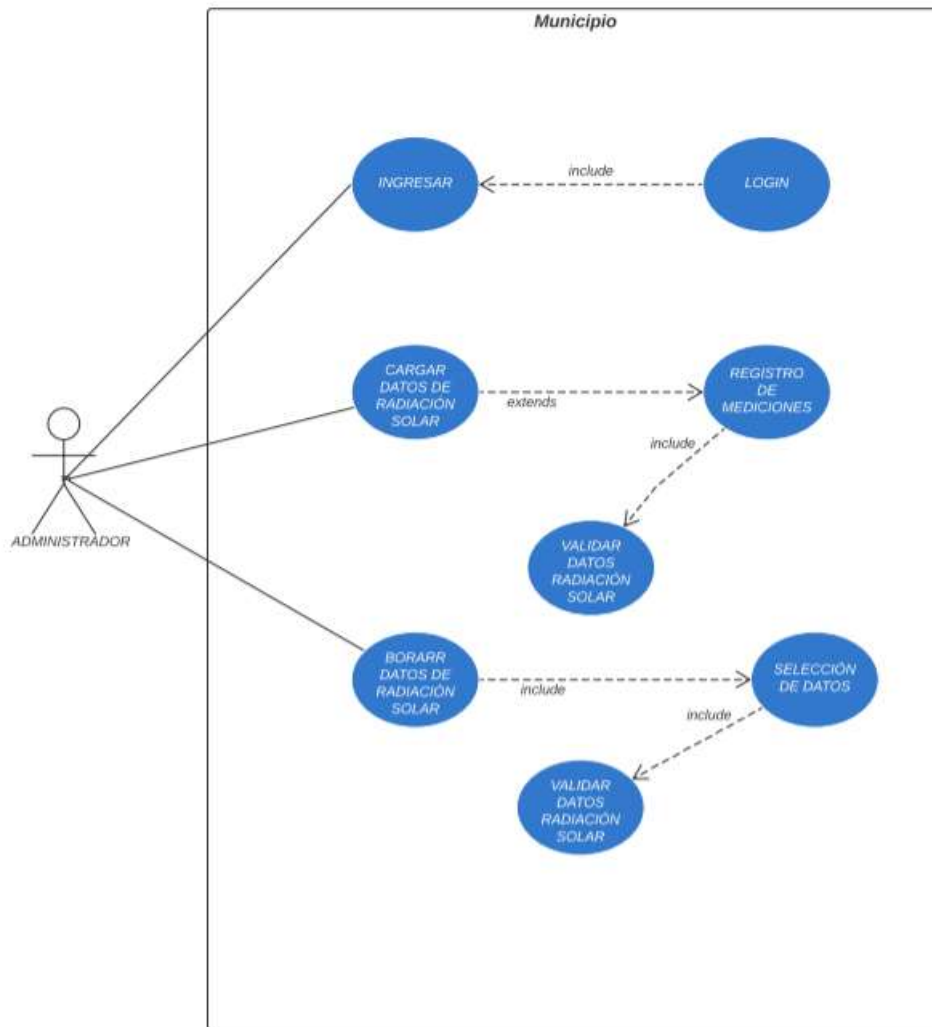 Municipio
INGRESAR
include
LOGIN
CARGAR
DATOS DE
RADIACIÓN
SOLAR
extends
REGISTRO
DE
MEDICIONES
include
ADMINISTRADOR
VALIDAR
DATOS
RADIACIÓN
SOLAR
BORARR
DATOS DE
RADIACIÓN
SOLAR
include
SELECCIÓN
DE DATOS
include
VALIDAR
DATOS
RADIACIÓN
SOLAR